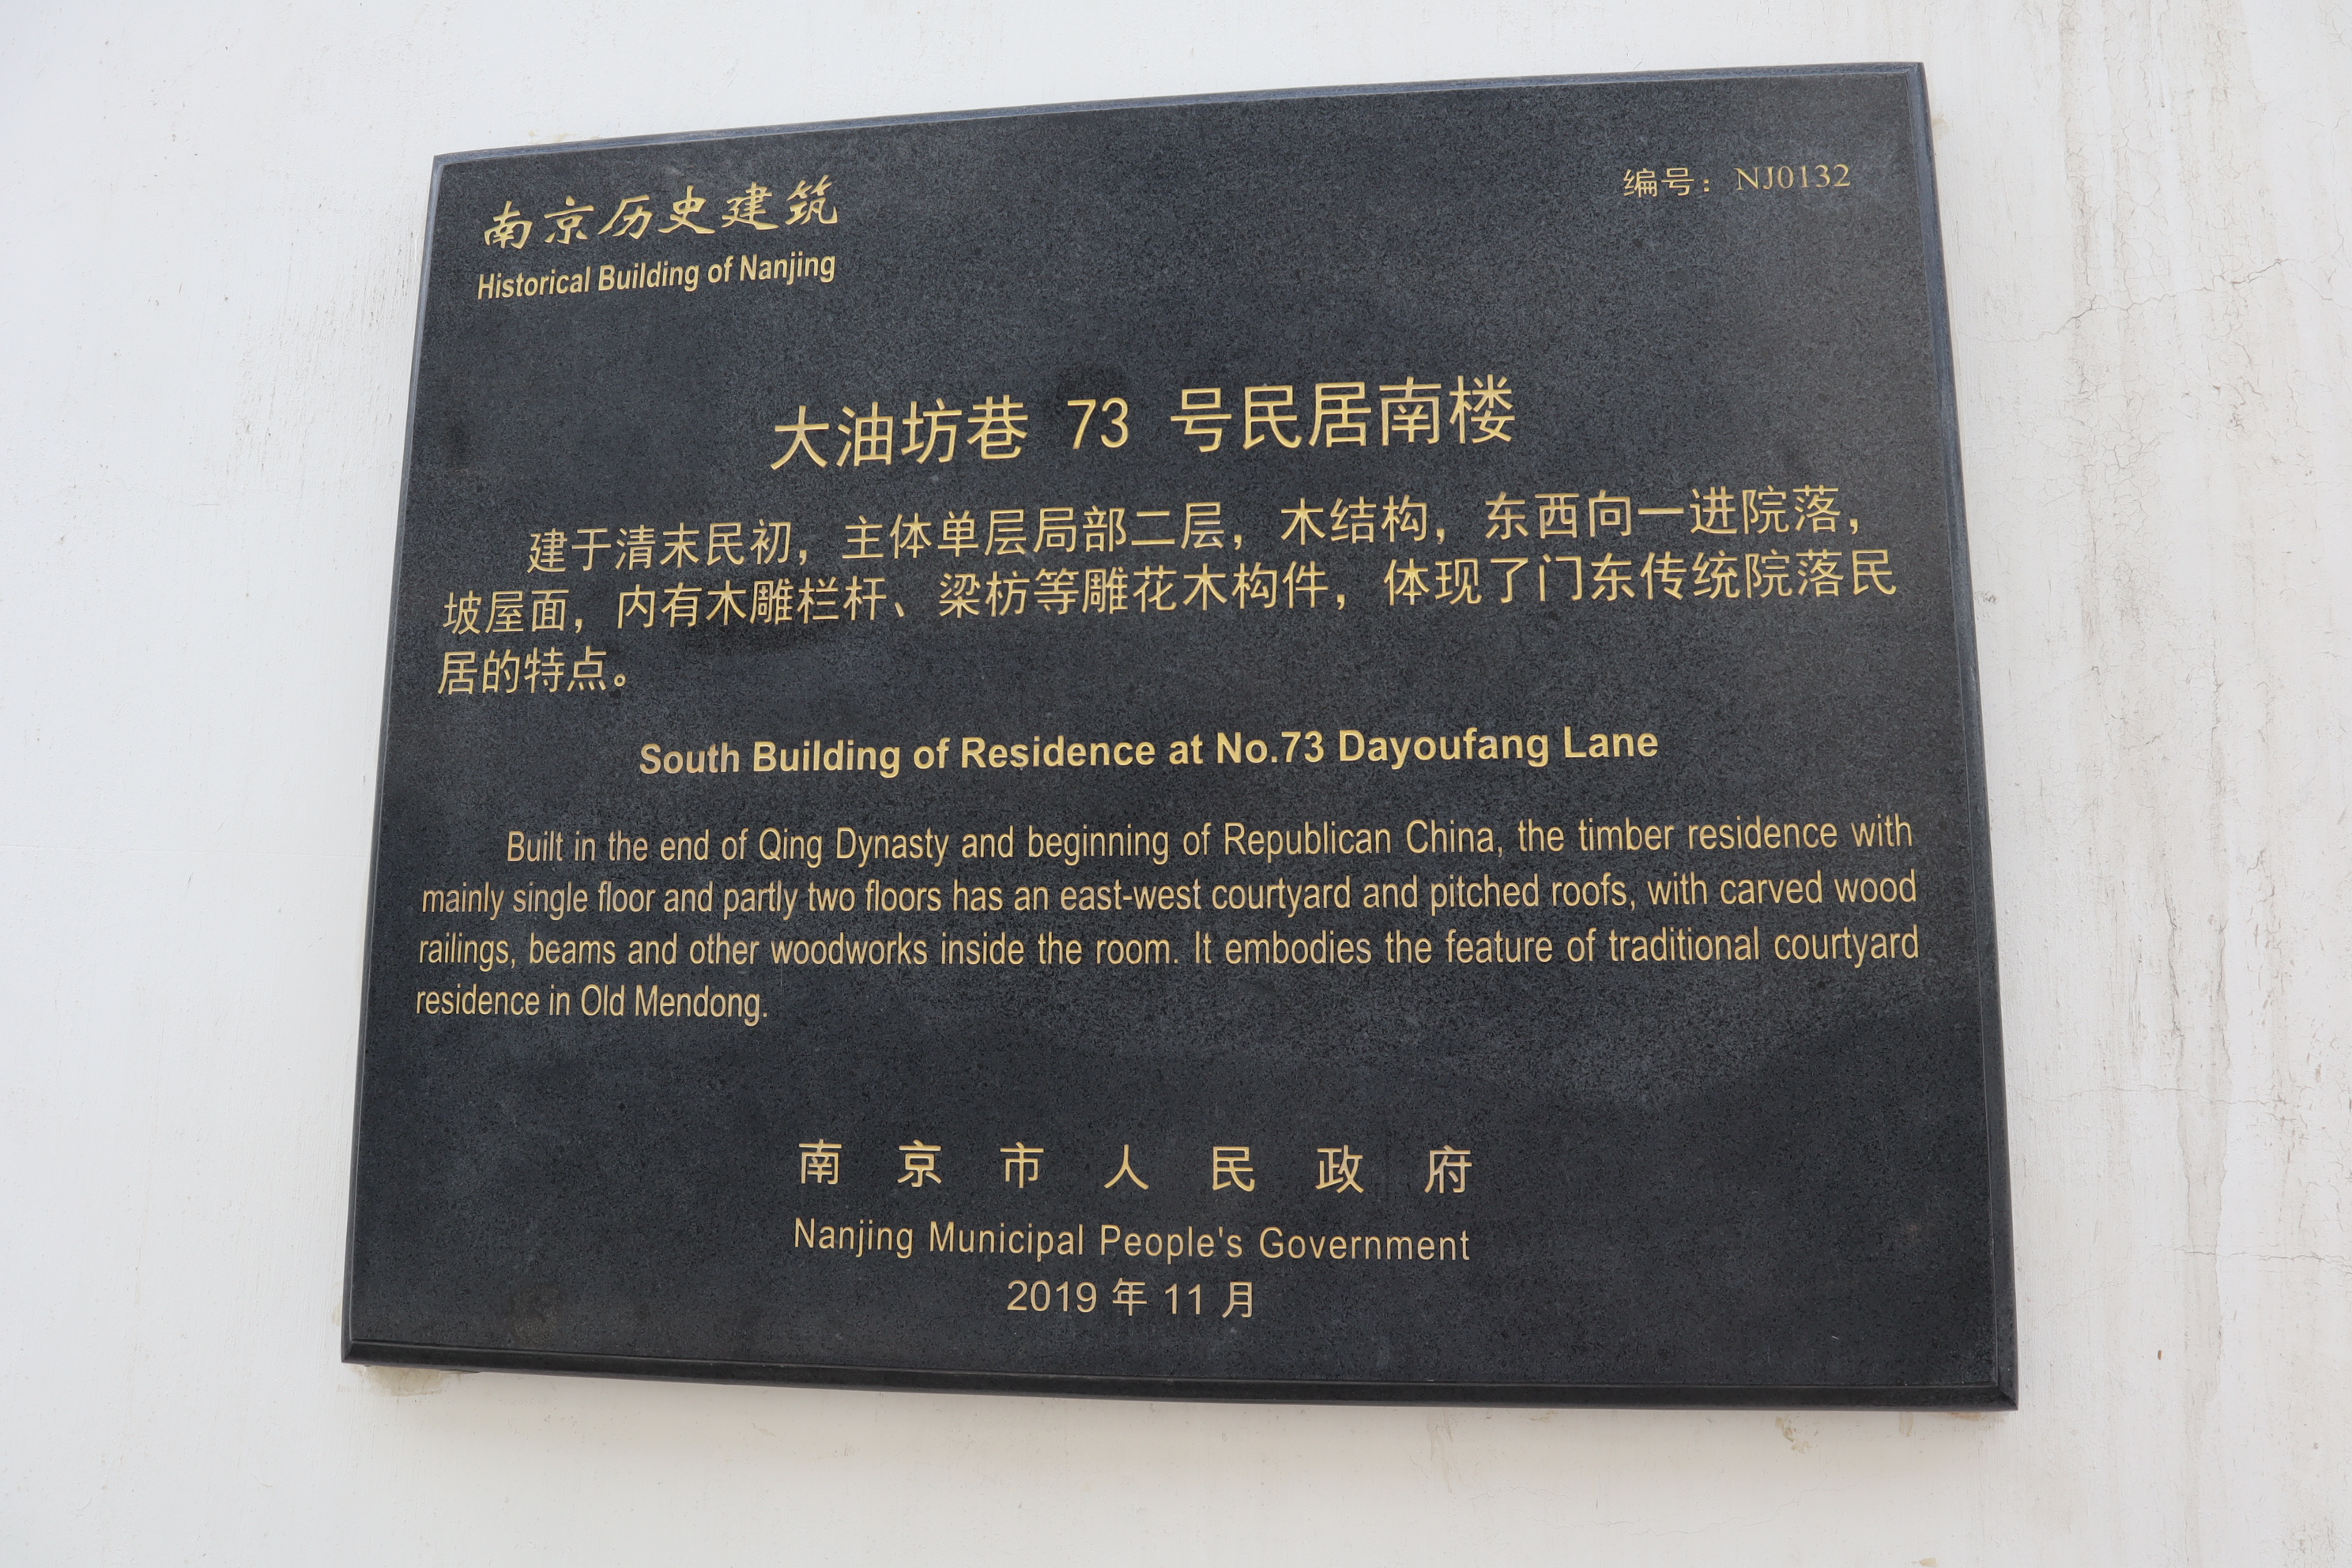 南京历史建筑
Historical Building of Nanjing
编号：NJ0132
大油坊巷 73 号民居南楼
建于清末民初，主体单层局部二层，木结构，东西向一进院落，
坡屋面，内有木雕栏杆、梁枋等雕花木构件，体现了门东传统院落民
居的特点。
South Building of Residence at No.73 Dayoufang Lane
Built in the end of Qing Dynasty and beginning of Republican China, the timber residence with
mainly single floor and partly two floors has an east-west courtyard and pitched roofs, with carved wood
railings, beams and other woodworks inside the room. It embodies the feature of traditional courtyard
residence in Old Mendong.
南京市人民政府
Nanjing Municipal People's Government
2019 年 11 月